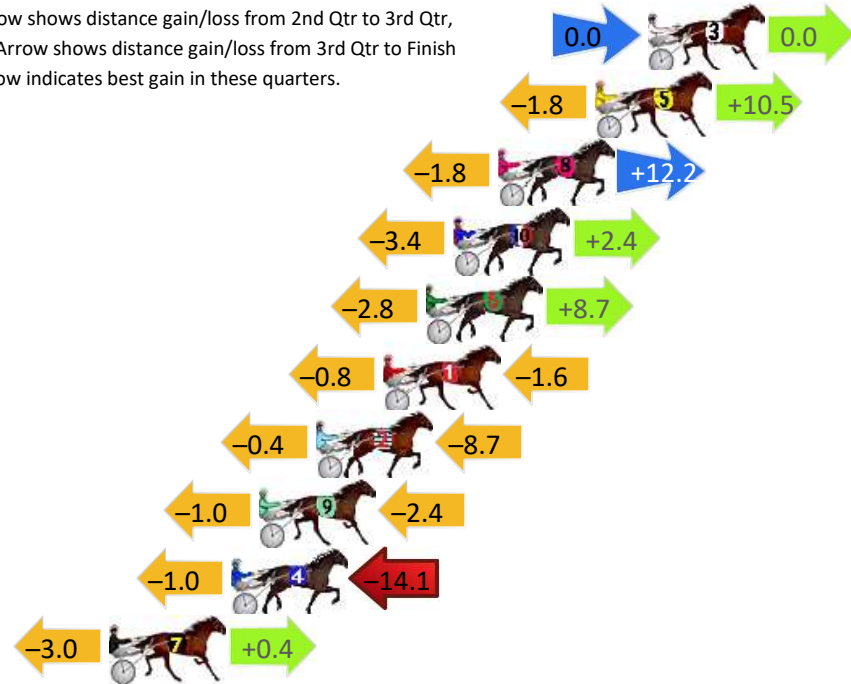 ow shows distance gain/loss from 2nd Qtr to 3rd Qtr,
Arrow shows distance gain/loss from 3rd Qtr to Finish
ow indicates best gain in these quarters.
0.0 3 0.0
−1.8 5 +10.5
−1.8 8 +12.2
−3.4 10 +2.4
−2.8 6 +8.7
−0.8 1 −1.6
−0.4 2 −8.7
−1.0 9 −2.4
−1.0 4 −14.1
−3.0 7 +0.4